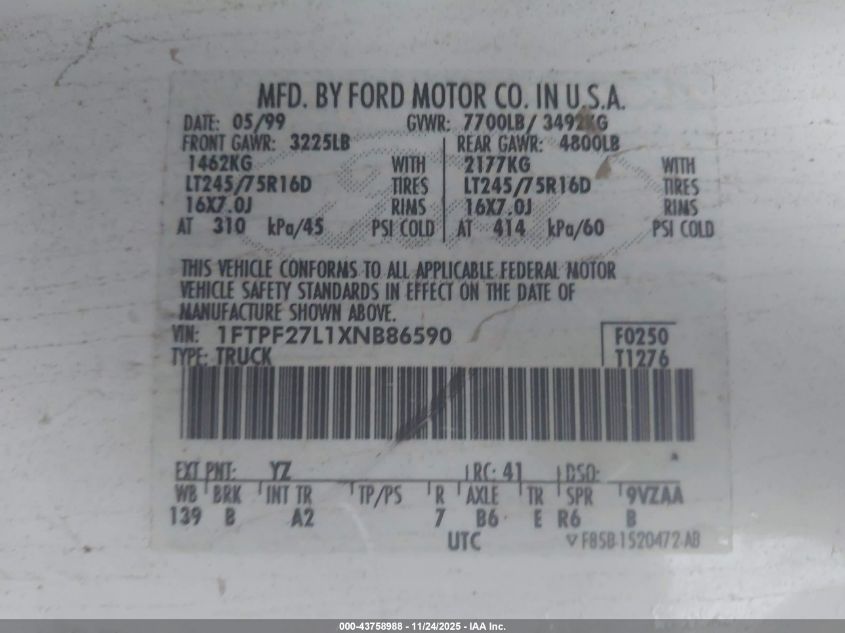 MFD. BY FORD MOTOR CO. IN U.S.A.
DATE: 05/99 GVWR: 7700LB/ 3492KG
FRONT GAWR: 3225LB REAR GAWR: 4800LB
1462KG WITH 2177KG WITH
LT245/75R16D TIRES LT245/75R16D TIRES
16X7.0J RIMS 16X7.0J RIMS
AT 310 kPa/45 PSI COLD AT 414 kPa/60 PSI COLD
THIS VEHICLE CONFORMS TO ALL APPLICABLE FEDERAL MOTOR
VEHICLE SAFETY STANDARDS IN EFFECT ON THE DATE OF
MANUFACTURE SHOWN ABOVE.
VIN: 1FTPF27L1XNB86590 F0250
TYPE: TRUCK T1276
EXT PNT: YZ RC: 41 DSO:
WB BRK INT TR TP/PS R AXLE TR SPR 9VZAA
139 B A2 7 B6 E R6 B
UTC F85B-1520472-AB
000-43758988 - 11/24/2025 - IAA Inc.